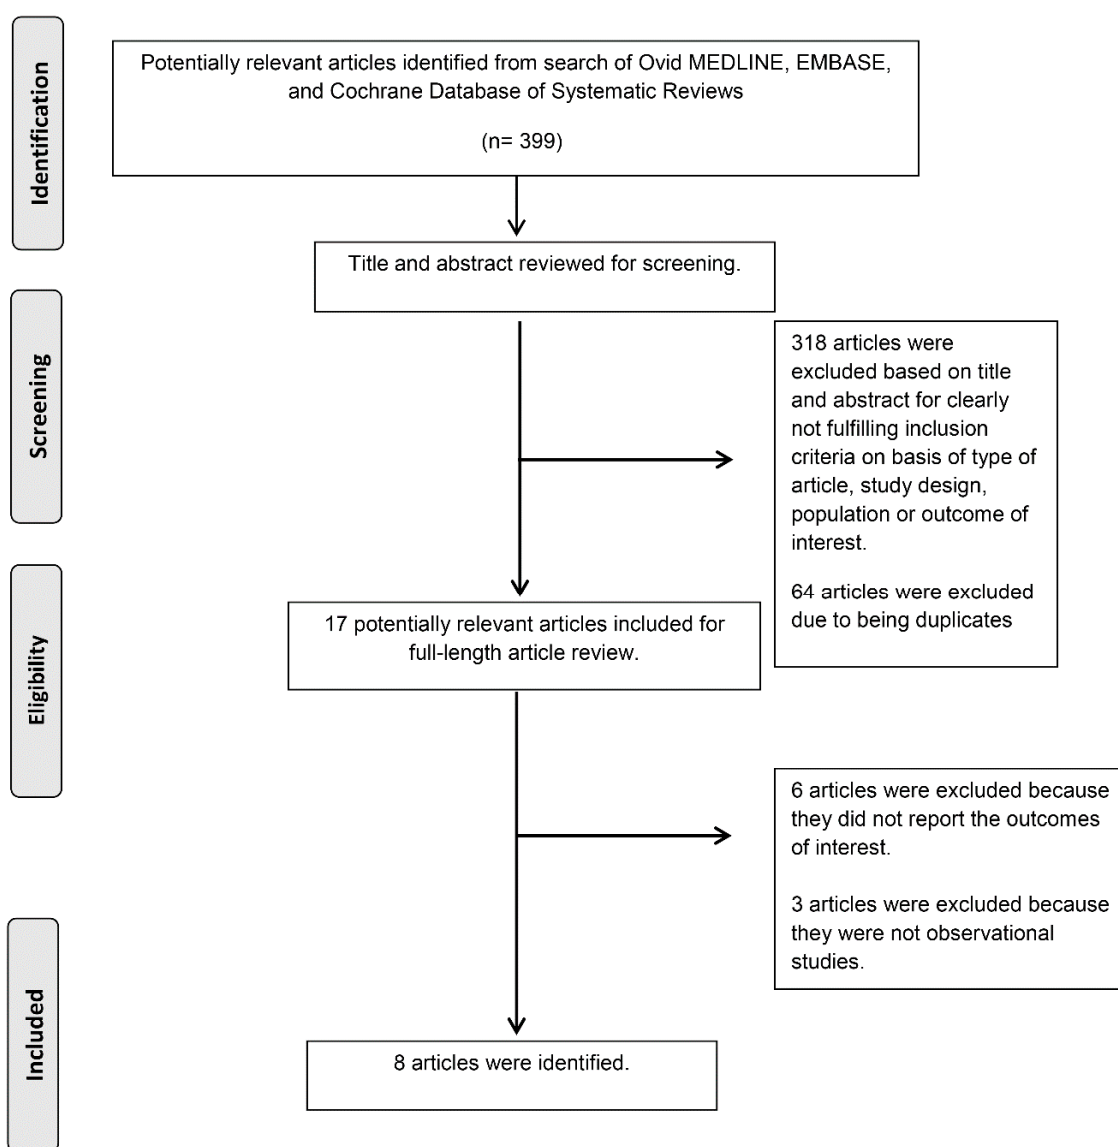 Identification
Potentially relevant articles identified from search of Ovid MEDLINE, EMBASE,
and Cochrane Database of Systematic Reviews
(n= 399)
Title and abstract reviewed for screening.
Screening
318 articles were
excluded based on title
and abstract for clearly
not fulfilling inclusion
criteria on basis of type of
article, study design,
population or outcome of
interest.
64 articles were excluded
due to being duplicates
Eligibility
17 potentially relevant articles included for
full-length article review.
6 articles were excluded because
they did not report the outcomes
of interest.
3 articles were excluded because
they were not observational
studies.
Included
8 articles were identified.